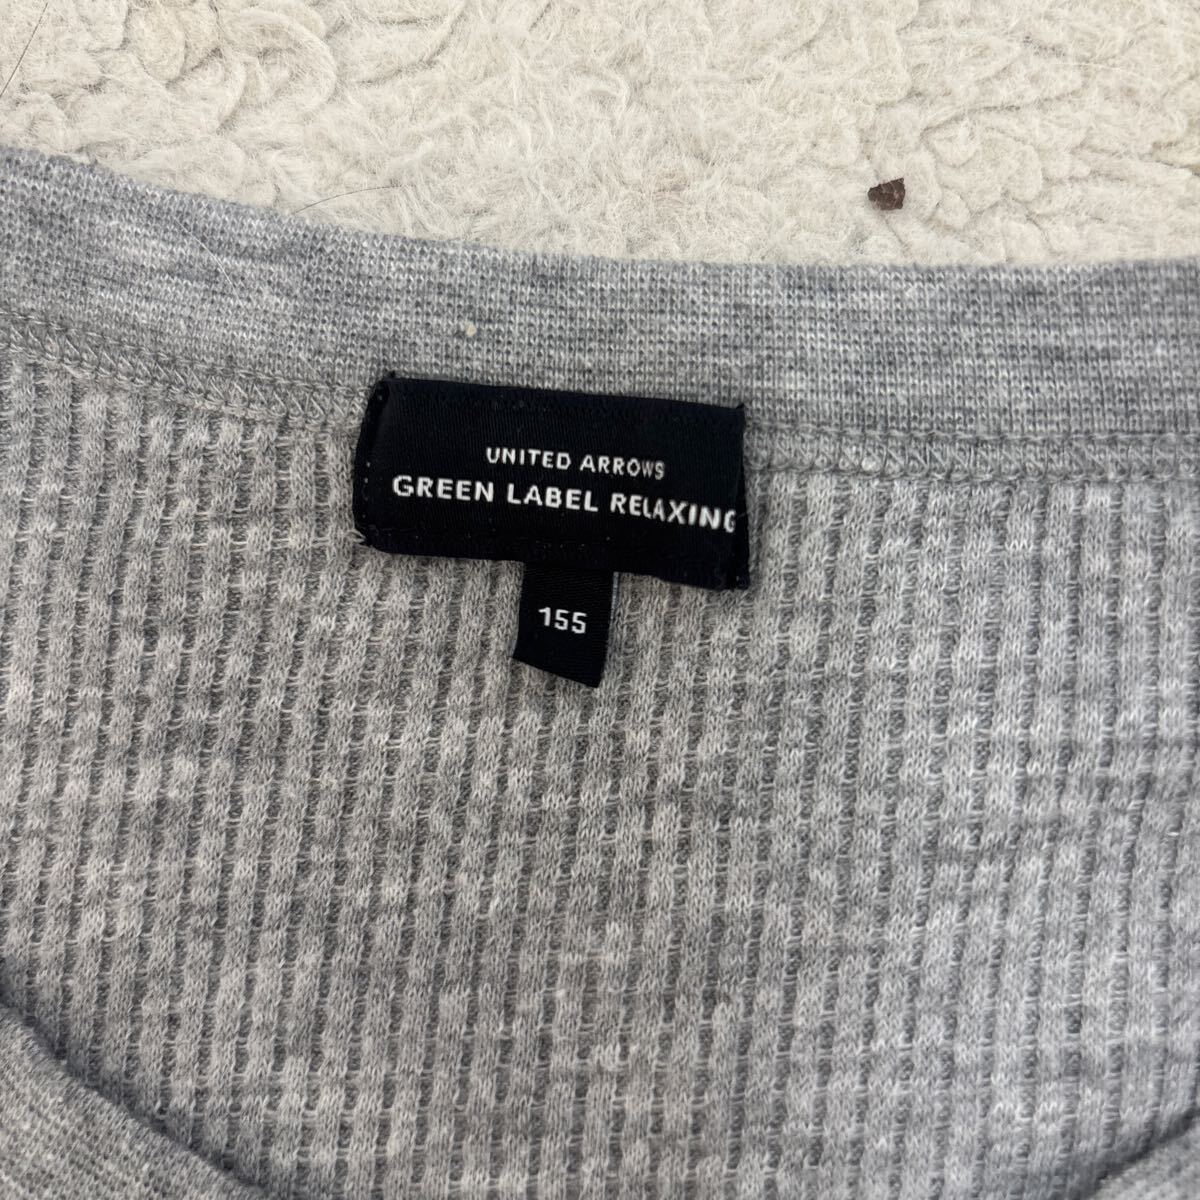 UNITED ARROWS
GREEN LABEL RELAXING
155